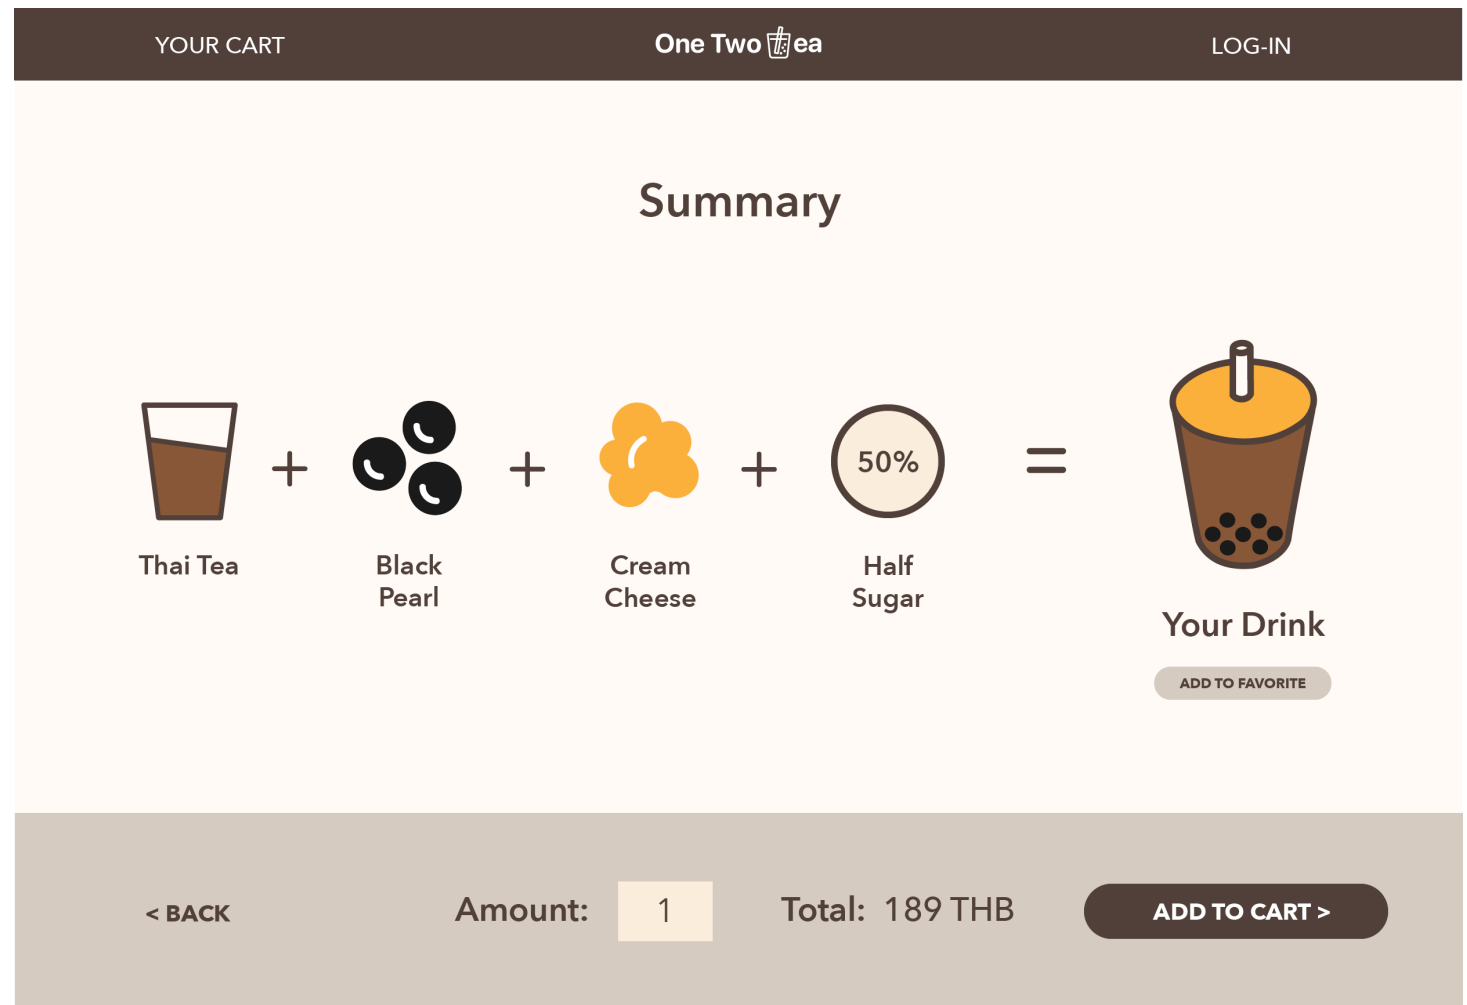 YOUR CART
One Two ea
LOG-IN
Summary
50%
Thai Tea
Black
Pearl
Cream
Cheese
Half
Sugar
Your Drink
ADD TO FAVORITE
< BACK
Amount: 1
Total: 189 THB
ADD TO CART >